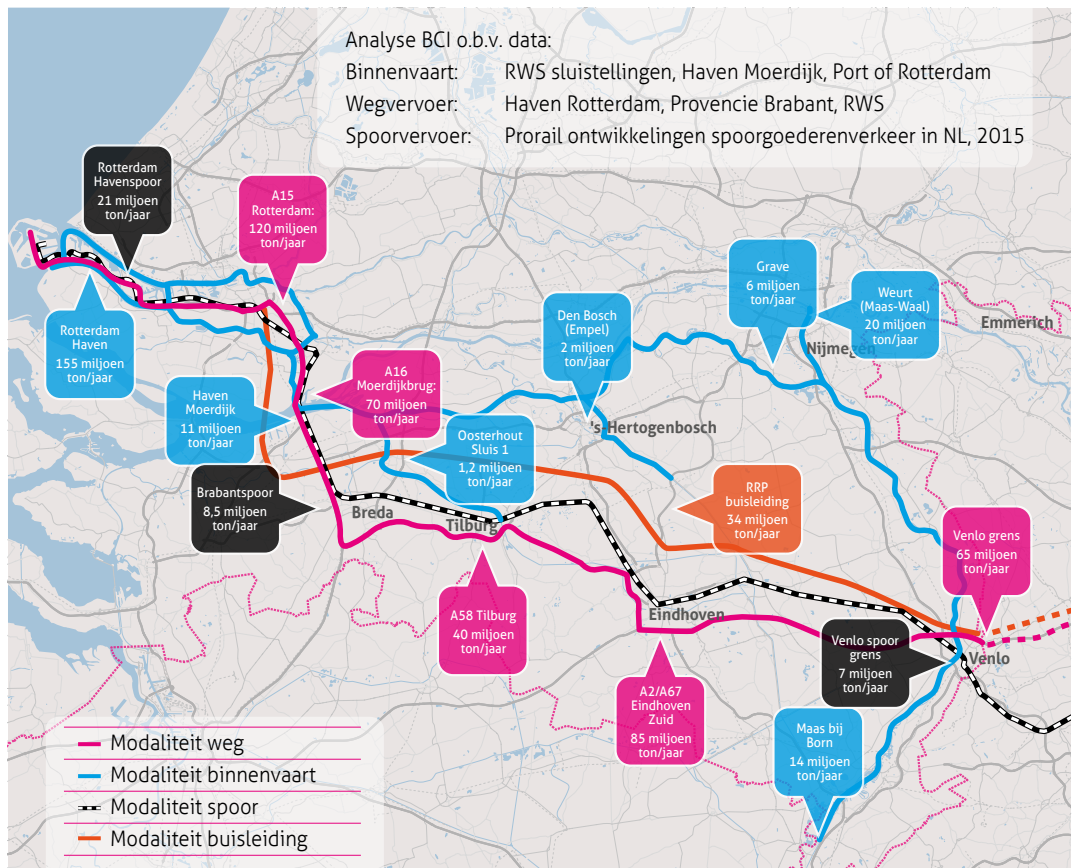 Analyse BCI o.b.v. data:
Binnenvaart: RWS sluistellingen, Haven Moerdijk, Port of Rotterdam
Wegvervoer: Haven Rotterdam, Provencie Brabant, RWS
Spoorvervoer: Prorail ontwikkelingen spoorgoederenverkeer in NL, 2015
Rotterdam
Havenspoor
21 miljoen
ton/jaar
A15
Rotterdam:
120 miljoen
ton/jaar
Rotterdam
Haven
155 miljoen
ton/jaar
Grave
6 miljoen
ton/jaar
Weurt
(Maas-Waal)
20 miljoen
ton/jaar
Emmerich
Nijmegen
Den Bosch
(Empel)
2 miljoen
ton/jaar
's-Hertogenbosch
A16
Moerdijkbrug:
70 miljoen
ton/jaar
Haven
Moerdijk
11 miljoen
ton/jaar
Oosterhout
Sluis 1
1,2 miljoen
ton/jaar
Brabantspoor
8,5 miljoen
ton/jaar
Breda
Tilburg
RRP
buisleiding
34 miljoen
ton/jaar
Venlo grens
65 miljoen
ton/jaar
A58 Tilburg
40 miljoen
ton/jaar
Eindhoven
Venlo spoor
grens
7 miljoen
ton/jaar
Venlo
A2/A67
Eindhoven
Zuid
85 miljoen
ton/jaar
Maas bij
Born
14 miljoen
ton/jaar
Modaliteit weg
Modaliteit binnenvaart
Modaliteit spoor
Modaliteit buisleiding